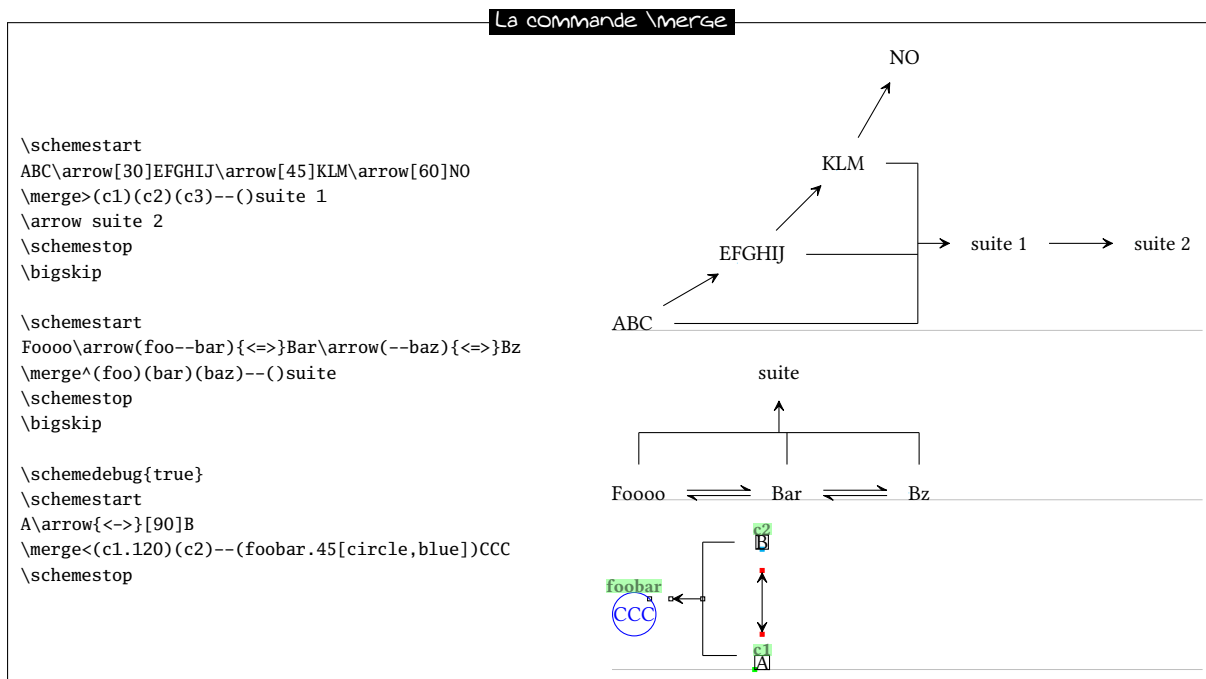 La commande \merge
\schemestart
ABC\arrow[30]EFGHIJ\arrow[45]KLM\arrow[60]NO
\merge>(c1)(c2)(c3)--()suite 1
\arrow suite 2
\schemestop
\bigskip
\schemestart
Foooo\arrow(foo--bar){<=>}Bar\arrow(--baz){<=>}Bz
\merge^(foo)(bar)(baz)--()suite
\schemestop
\bigskip
\schemedebug{true}
\schemestart
A\arrow{<->}[90]B
\merge<(c1.120)(c2)--(foobar.45[circle,blue])CCC
\schemestop
NO
KLM
suite 1 suite 2
EFGHIJ
ABC
suite
Foooo Bar Bz
c2
B
foobar
CCC
c1
A